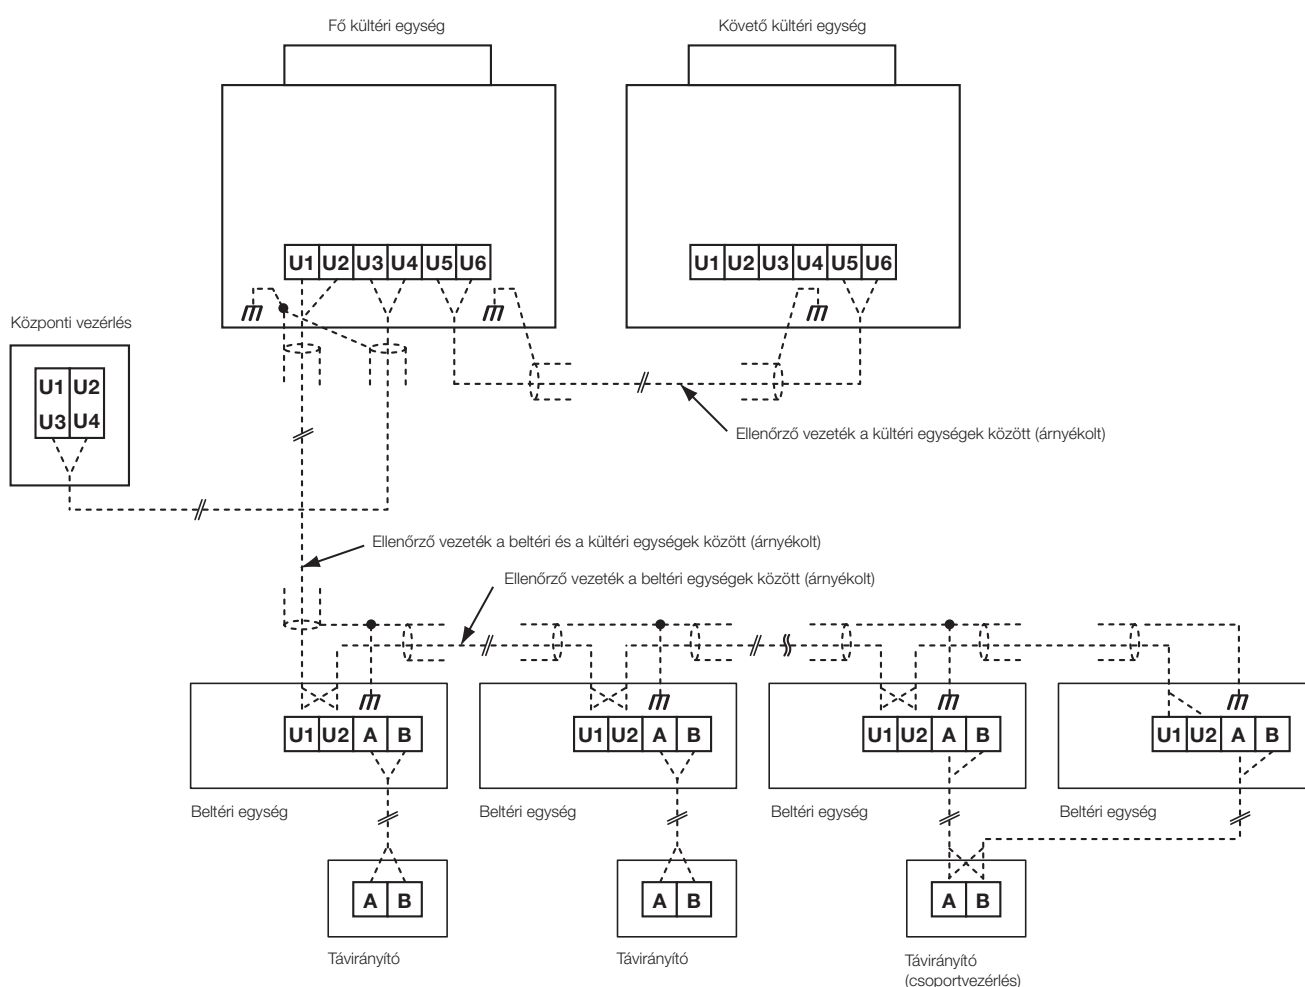 Fő kültéri egység
Követő kültéri egység
U1 U2 U3 U4 U5 U6
U1 U2 U3 U4 U5 U6
Központi vezérlés
U1 U2
U3 U4
Ellenőrző vezeték a kültéri egységek között (árnyékolt)
Ellenőrző vezeték a beltéri és a kültéri egységek között (árnyékolt)
Ellenőrző vezeték a beltéri egységek között (árnyékolt)
U1 U2 A B
U1 U2 A B
U1 U2 A B
U1 U2 A B
Beltéri egység
Beltéri egység
Beltéri egység
Beltéri egység
A B
A B
A B
Távirányító
Távirányító
Távirányító
(csoportvezérlés)